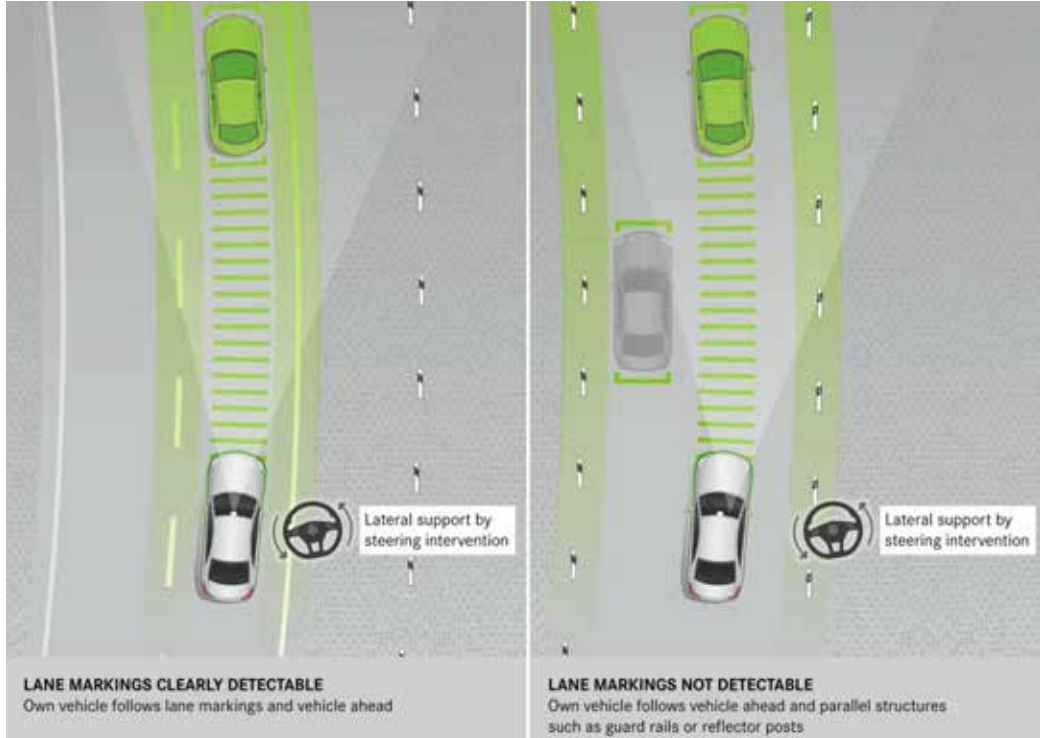 Lateral support by
steering intervention
Lateral support by
steering intervention
LANE MARKINGS CLEARLY DETECTABLE
Own vehicle follows lane markings and vehicle ahead
LANE MARKINGS NOT DETECTABLE
Own vehicle follows vehicle ahead and parallel structures
such as guard rails or reflector posts